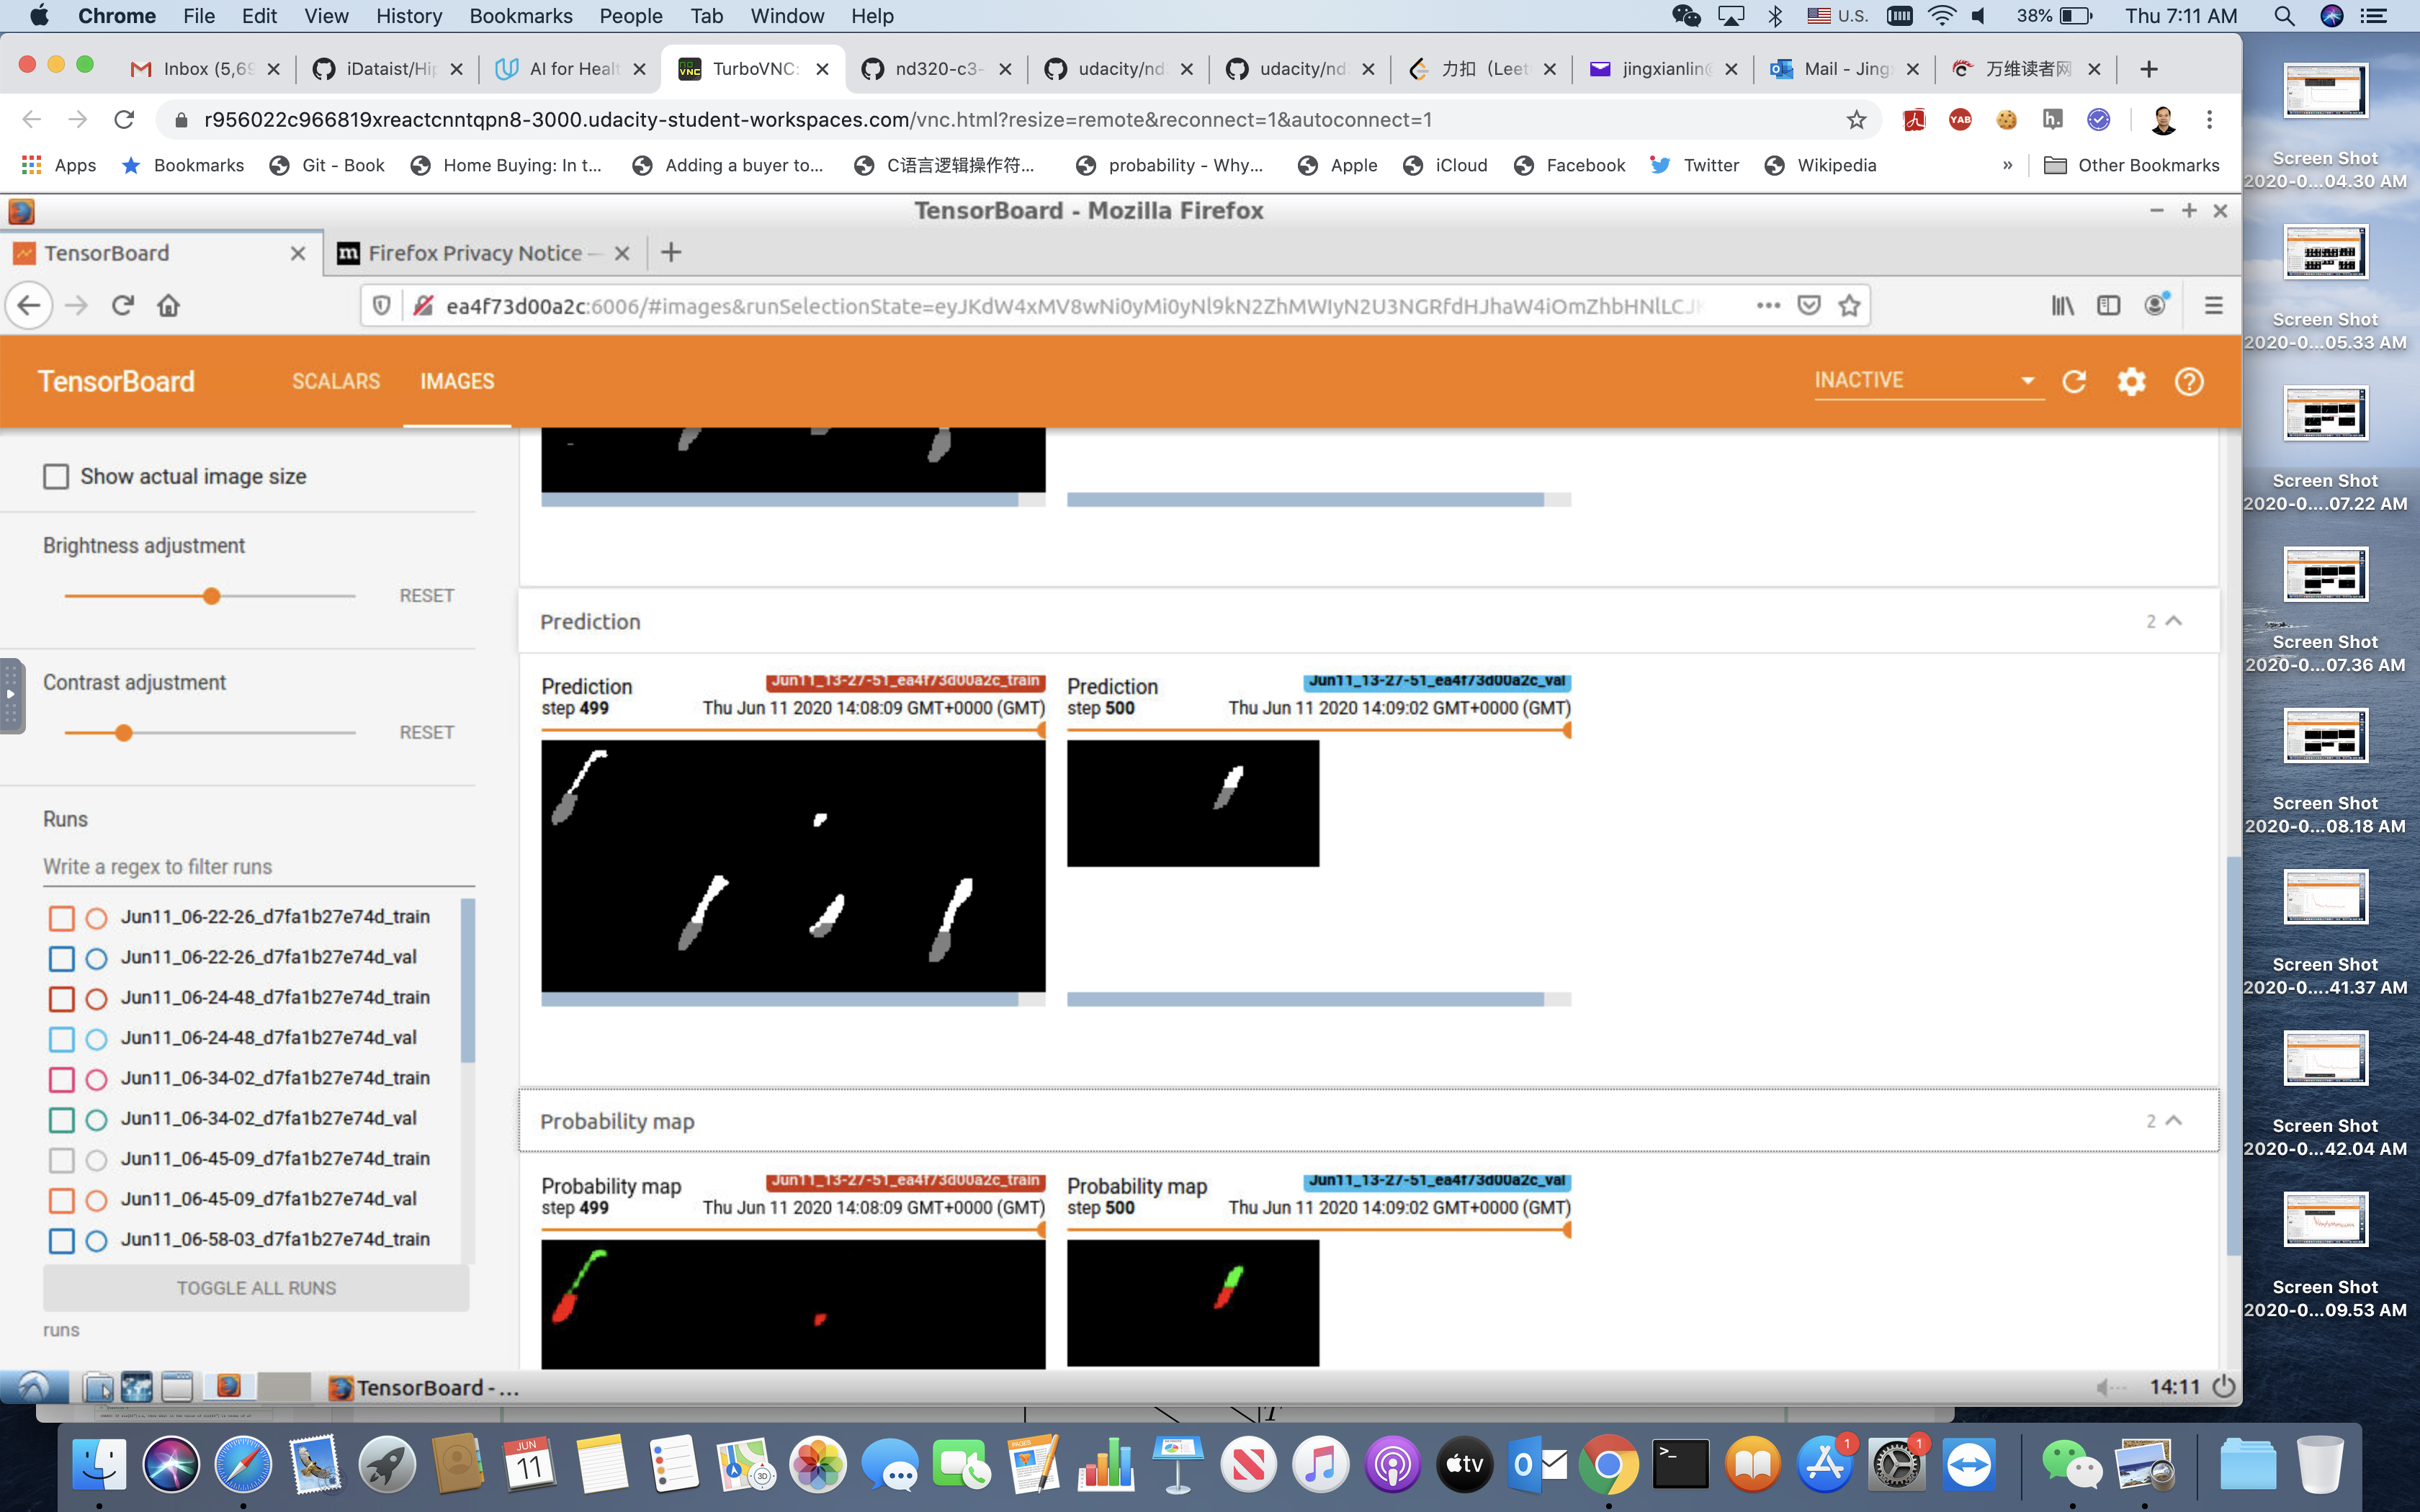 Chrome File Edit View History Bookmarks People Tab Window Help U.S. 38% Thu 7:11 AM
Inbox (5,69 iDataist/Hip AI for Healt TurboVNC: nd320-c3- udacity/nd udacity/nd 力扣（Leet jingxianlin@ Mail - Jing 万维读者网
r956022c966819xreactcnntqpn8-3000.udacity-student-workspaces.com/vnc.html?resize=remote&reconnect=1&autoconnect=1
Apps Bookmarks Git - Book Home Buying: In t... Adding a buyer to... C语言逻辑操作符... probability - Why... Apple iCloud Facebook Twitter Wikipedia » Other Bookmarks
TensorBoard - Mozilla Firefox
TensorBoard Firefox Privacy Notice —
ea4f73d00a2c:6006/#images&runSelectionState=eyJKdW4xMV8wNi0yMi0yNl9kN2ZhMWIyN2U3NGRfdHJhaW4iOmZhbHNlLCJK
TensorBoard SCALARS IMAGES INACTIVE
Show actual image size
Brightness adjustment
RESET
Contrast adjustment
RESET
Runs
Write a regex to filter runs
Jun11_06-22-26_d7fa1b27e74d_train
Jun11_06-22-26_d7fa1b27e74d_val
Jun11_06-24-48_d7fa1b27e74d_train
Jun11_06-24-48_d7fa1b27e74d_val
Jun11_06-34-02_d7fa1b27e74d_train
Jun11_06-34-02_d7fa1b27e74d_val
Jun11_06-45-09_d7fa1b27e74d_train
Jun11_06-45-09_d7fa1b27e74d_val
Jun11_06-58-03_d7fa1b27e74d_train
TOGGLE ALL RUNS
runs
Prediction 2
Prediction Jun11_13-27-51_ea4f73d00a2c_train
step 499 Thu Jun 11 2020 14:08:09 GMT+0000 (GMT)
Prediction Jun11_13-27-51_ea4f73d00a2c_val
step 500 Thu Jun 11 2020 14:09:02 GMT+0000 (GMT)
Probability map 2
Probability map Jun11_13-27-51_ea4f73d00a2c_train
step 499 Thu Jun 11 2020 14:08:09 GMT+0000 (GMT)
Probability map Jun11_13-27-51_ea4f73d00a2c_val
step 500 Thu Jun 11 2020 14:09:02 GMT+0000 (GMT)
TensorBoard - ... 14:11
Screen Shot
2020-0...04.30 AM
Screen Shot
2020-0...05.33 AM
Screen Shot
2020-0....07.22 AM
Screen Shot
2020-0...07.36 AM
Screen Shot
2020-0...08.18 AM
Screen Shot
2020-0....41.37 AM
Screen Shot
2020-0...42.04 AM
Screen Shot
2020-0...09.53 AM
JUN
11
PAGES
3D
tv
1
1